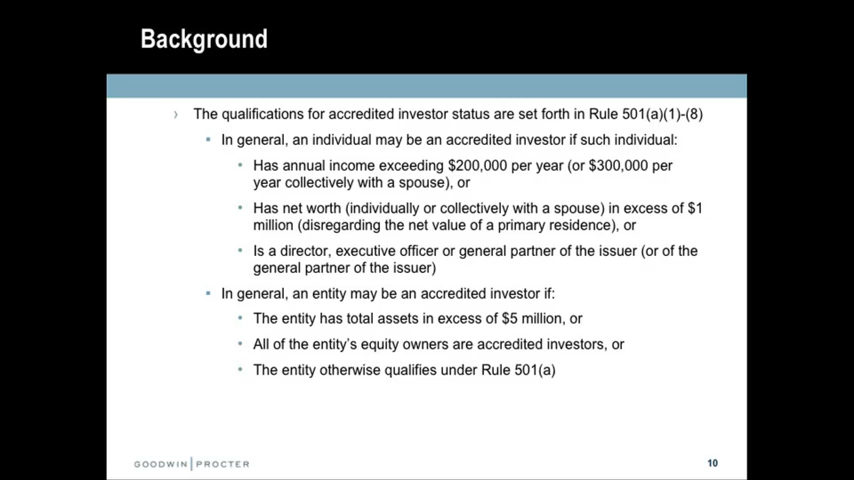 Background
› The qualifications for accredited investor status are set forth in Rule 501(a)(1)-(8)
▪ In general, an individual may be an accredited investor if such individual:
• Has annual income exceeding $200,000 per year (or $300,000 per
year collectively with a spouse), or
• Has net worth (individually or collectively with a spouse) in excess of $1
million (disregarding the net value of a primary residence), or
• Is a director, executive officer or general partner of the issuer (or of the
general partner of the issuer)
▪ In general, an entity may be an accredited investor if:
• The entity has total assets in excess of $5 million, or
• All of the entity's equity owners are accredited investors, or
• The entity otherwise qualifies under Rule 501(a)
GOODWIN | PROCTER
10